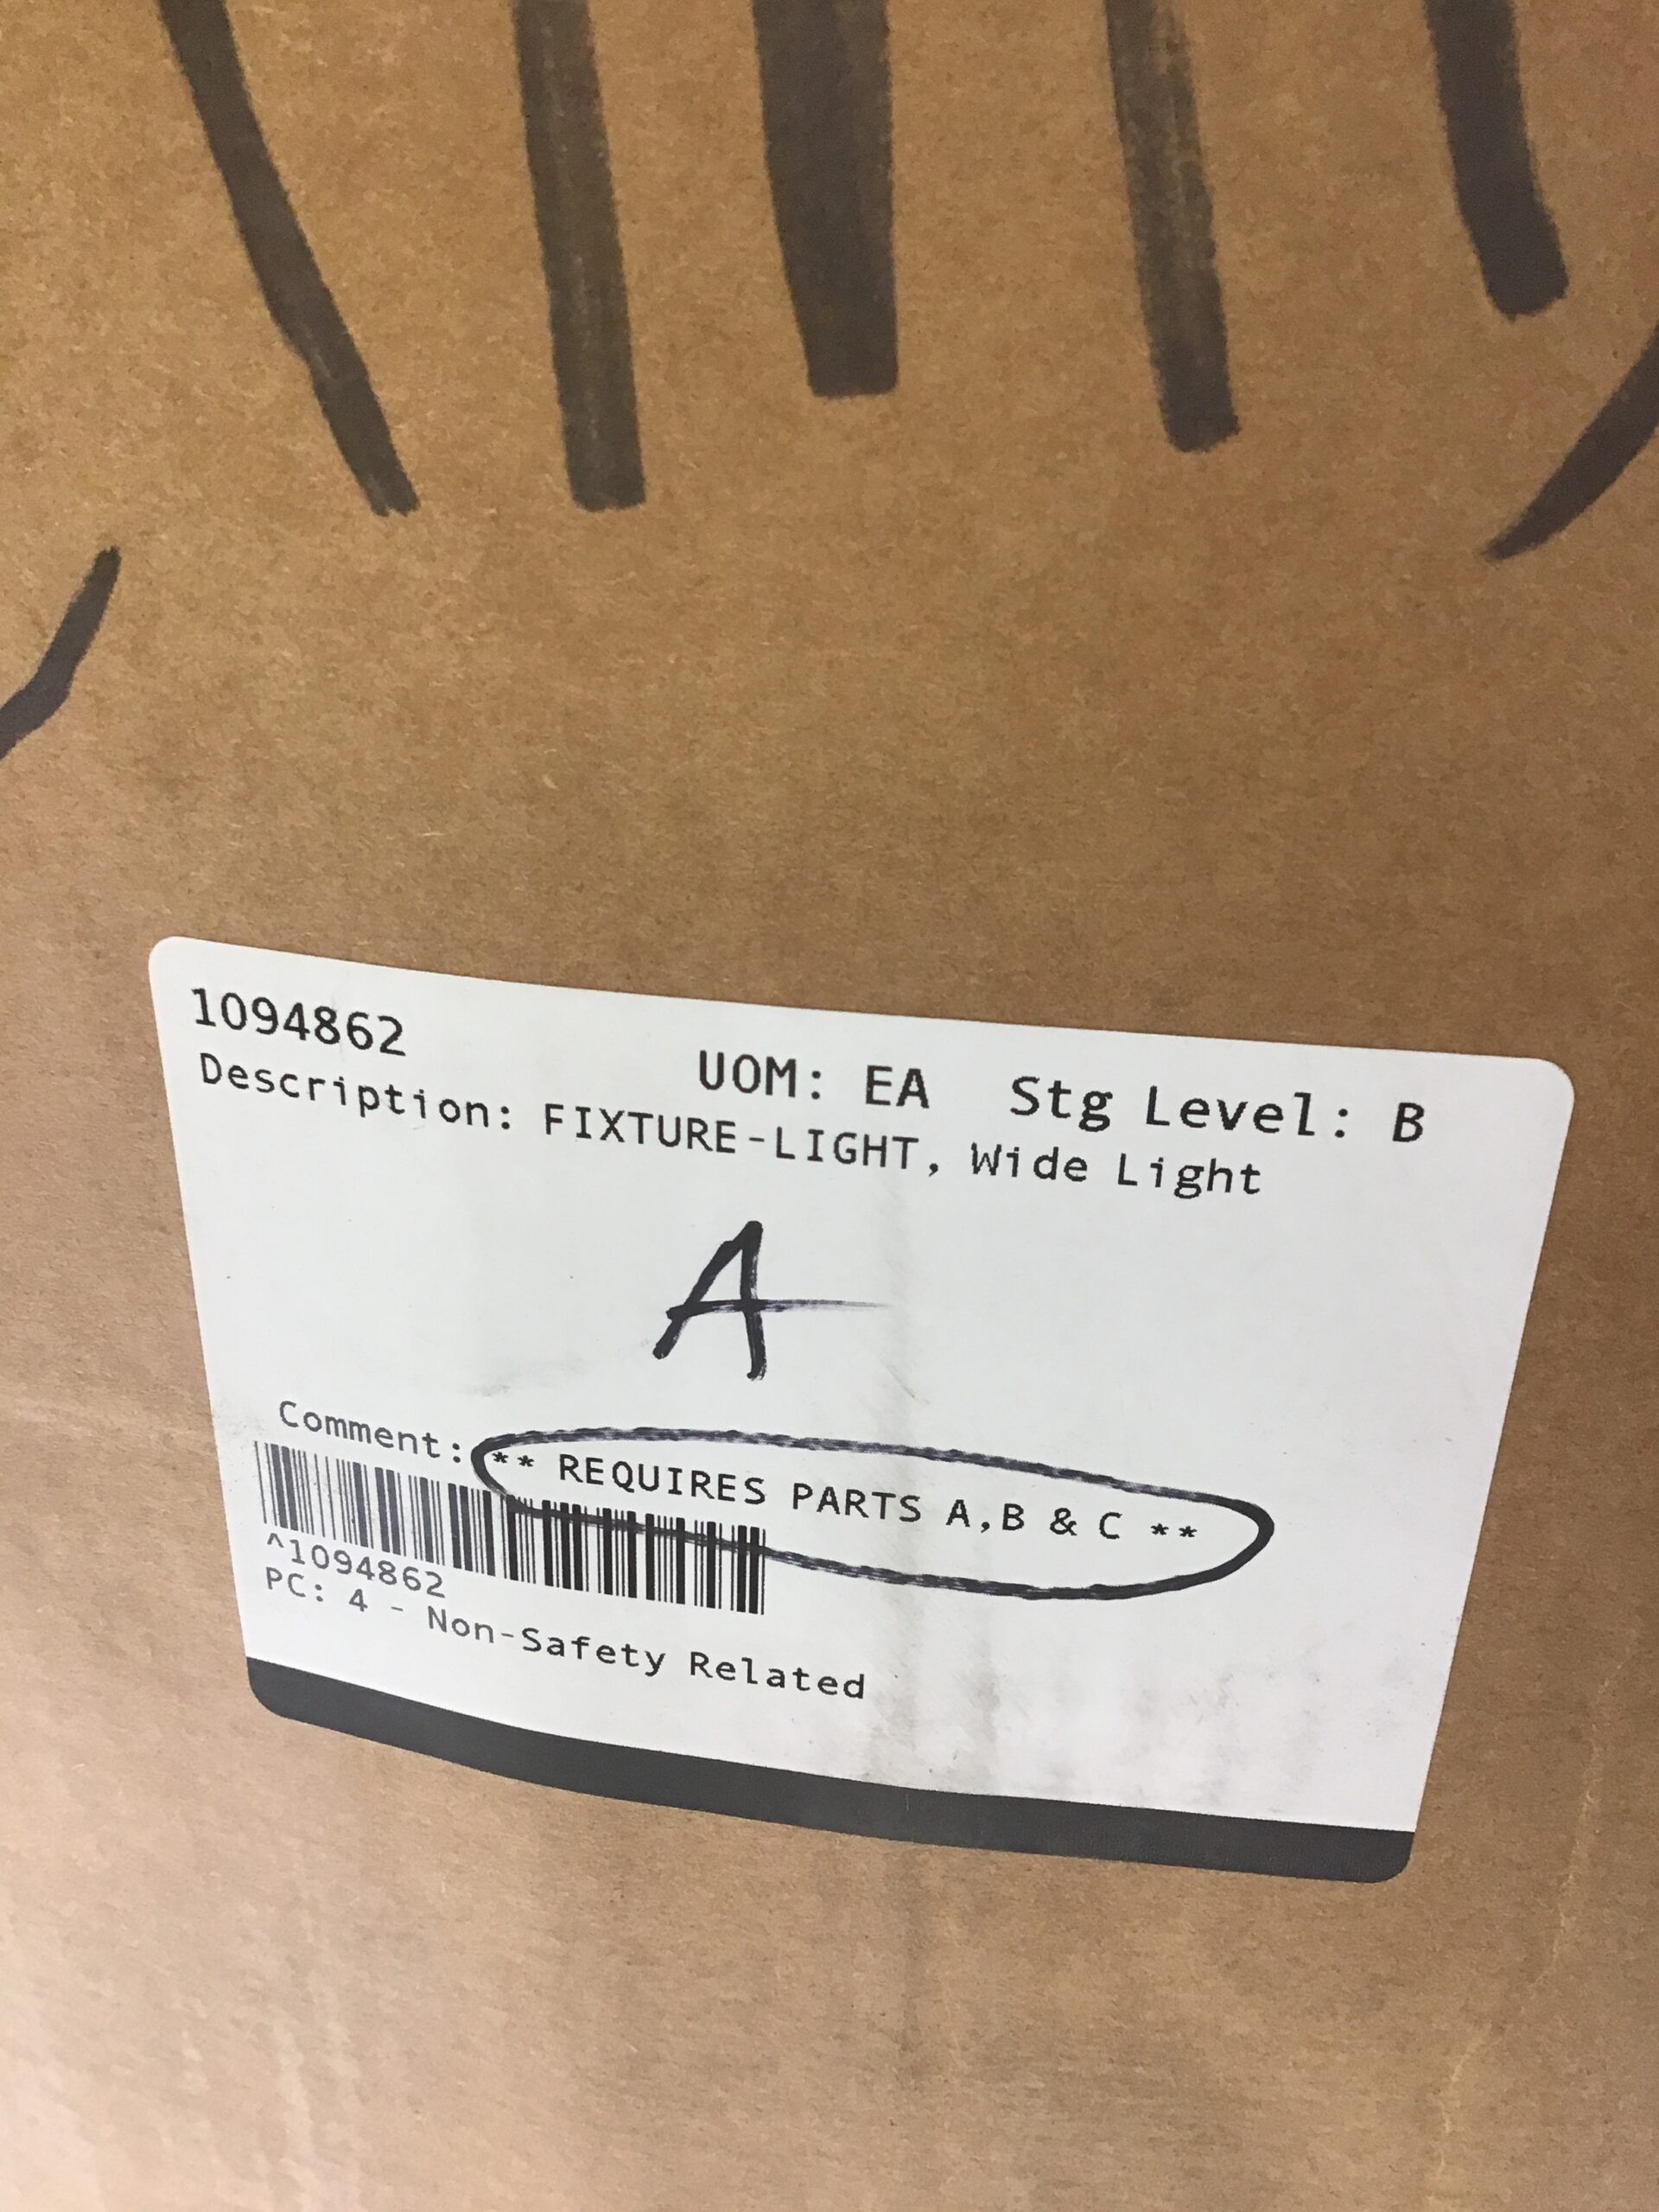 1094862
UOM: EA Stg Level: B
Description: FIXTURE-LIGHT, Wide Light
A
Comment: ** REQUIRES PARTS A,B & C **
^1094862
PC: 4 - Non-Safety Related